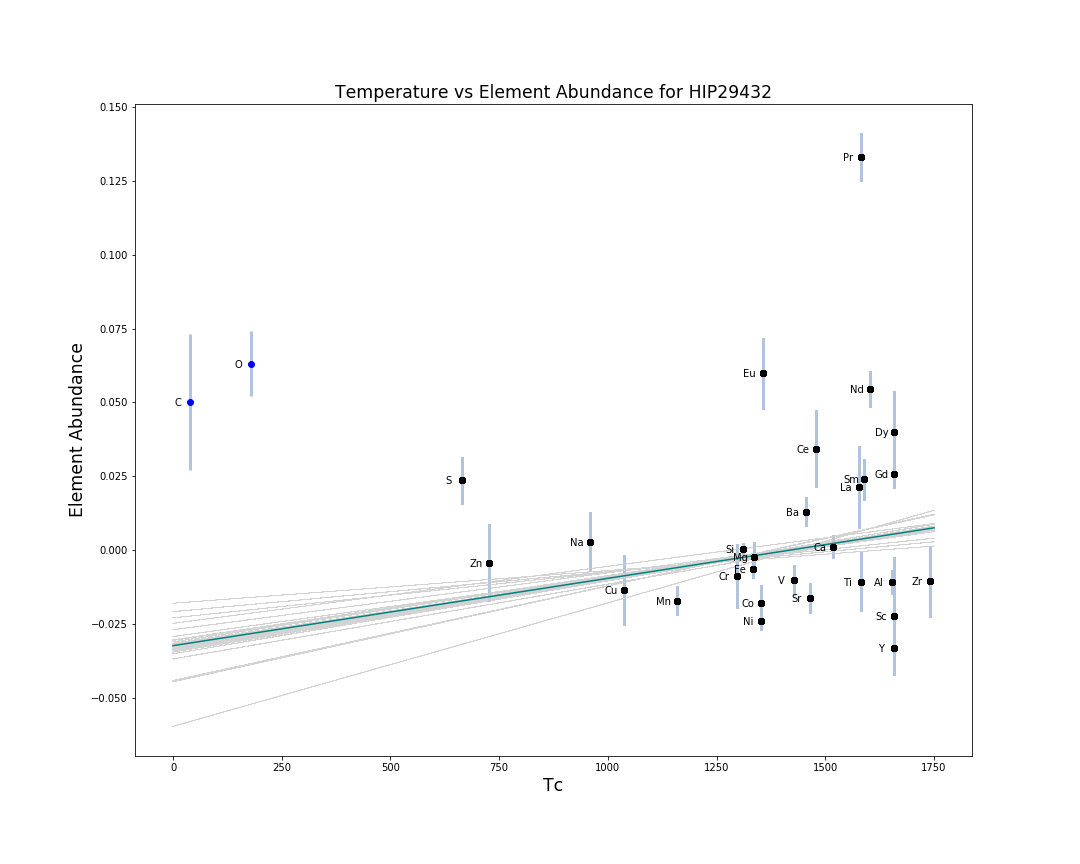 Temperature vs Element Abundance for HIP29432
0.150
0.125
0.100
0.075
0.050
0.025
0.000
−0.025
−0.050
Element Abundance
Pr
O
Eu
Nd
C
Dy
Ce
Gd
S
Sm
La
Ba
Na
Si
Ca
Mg
Zn
Fe
Cr
V
Ti
Al
Zr
Cu
Sr
Mn
Co
Sc
Ni
Y
0
250
500
750
1000
1250
1500
1750
Tc